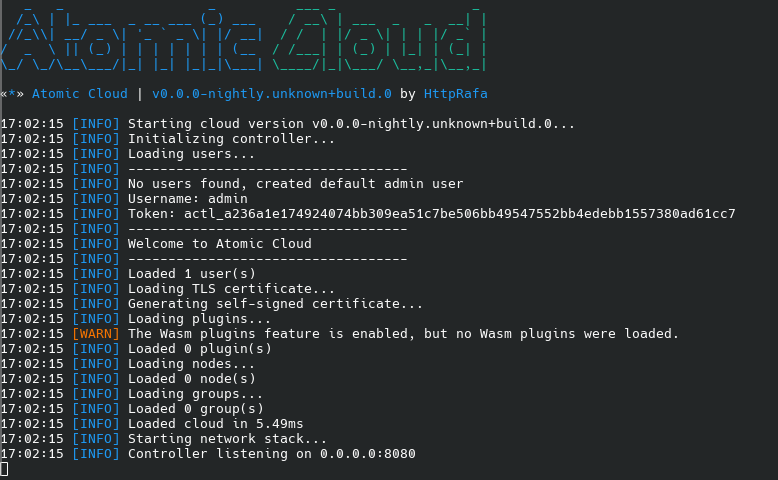 Atomic Cloud
«*» Atomic Cloud | v0.0.0-nightly.unknown+build.0 by HttpRafa
17:02:15 [INFO] Starting cloud version v0.0.0-nightly.unknown+build.0...
17:02:15 [INFO] Initializing controller...
17:02:15 [INFO] Loading users...
17:02:15 [INFO] -----------------------------------
17:02:15 [INFO] No users found, created default admin user
17:02:15 [INFO] Username: admin
17:02:15 [INFO] Token: actl_a236a1e174924074bb309ea51c7be506bb49547552bb4edebb1557380ad61cc7
17:02:15 [INFO] -----------------------------------
17:02:15 [INFO] Welcome to Atomic Cloud
17:02:15 [INFO] -----------------------------------
17:02:15 [INFO] Loaded 1 user(s)
17:02:15 [INFO] Loading TLS certificate...
17:02:15 [INFO] Generating self-signed certificate...
17:02:15 [INFO] Loading plugins...
17:02:15 [WARN] The Wasm plugins feature is enabled, but no Wasm plugins were loaded.
17:02:15 [INFO] Loaded 0 plugin(s)
17:02:15 [INFO] Loading nodes...
17:02:15 [INFO] Loaded 0 node(s)
17:02:15 [INFO] Loading groups...
17:02:15 [INFO] Loaded 0 group(s)
17:02:15 [INFO] Loaded cloud in 5.49ms
17:02:15 [INFO] Starting network stack...
17:02:15 [INFO] Controller listening on 0.0.0.0:8080